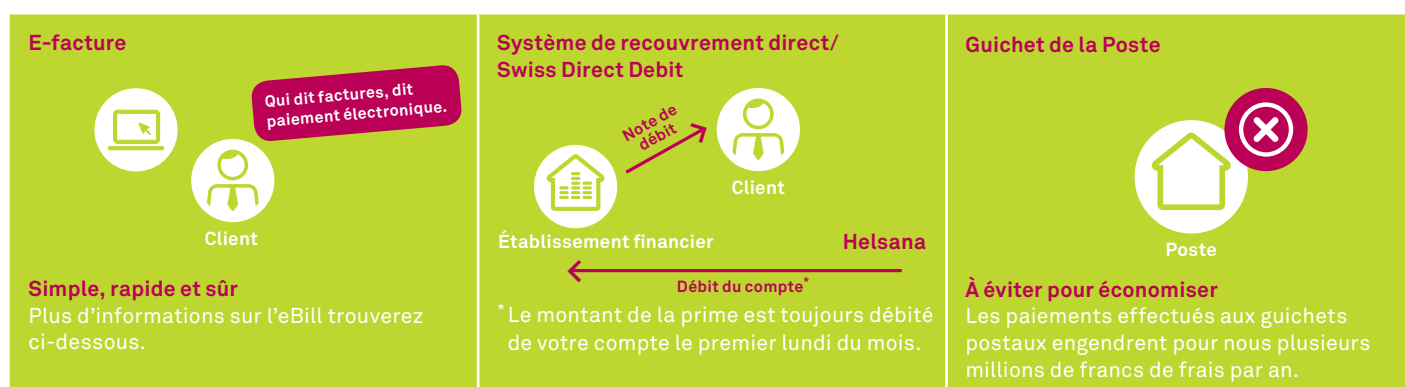 E-facture
Qui dit factures, dit
paiement électronique.
Client
Simple, rapide et sûr
Plus d'informations sur l'eBill trouverez
ci-dessous.
Système de recouvrement direct/
Swiss Direct Debit
Note de
débit
Client
Établissement financier
Helsana
Débit du compte*
*Le montant de la prime est toujours débité
de votre compte le premier lundi du mois.
Guichet de la Poste
Poste
À éviter pour économiser
Les paiements effectués aux guichets
postaux engendrent pour nous plusieurs
millions de francs de frais par an.